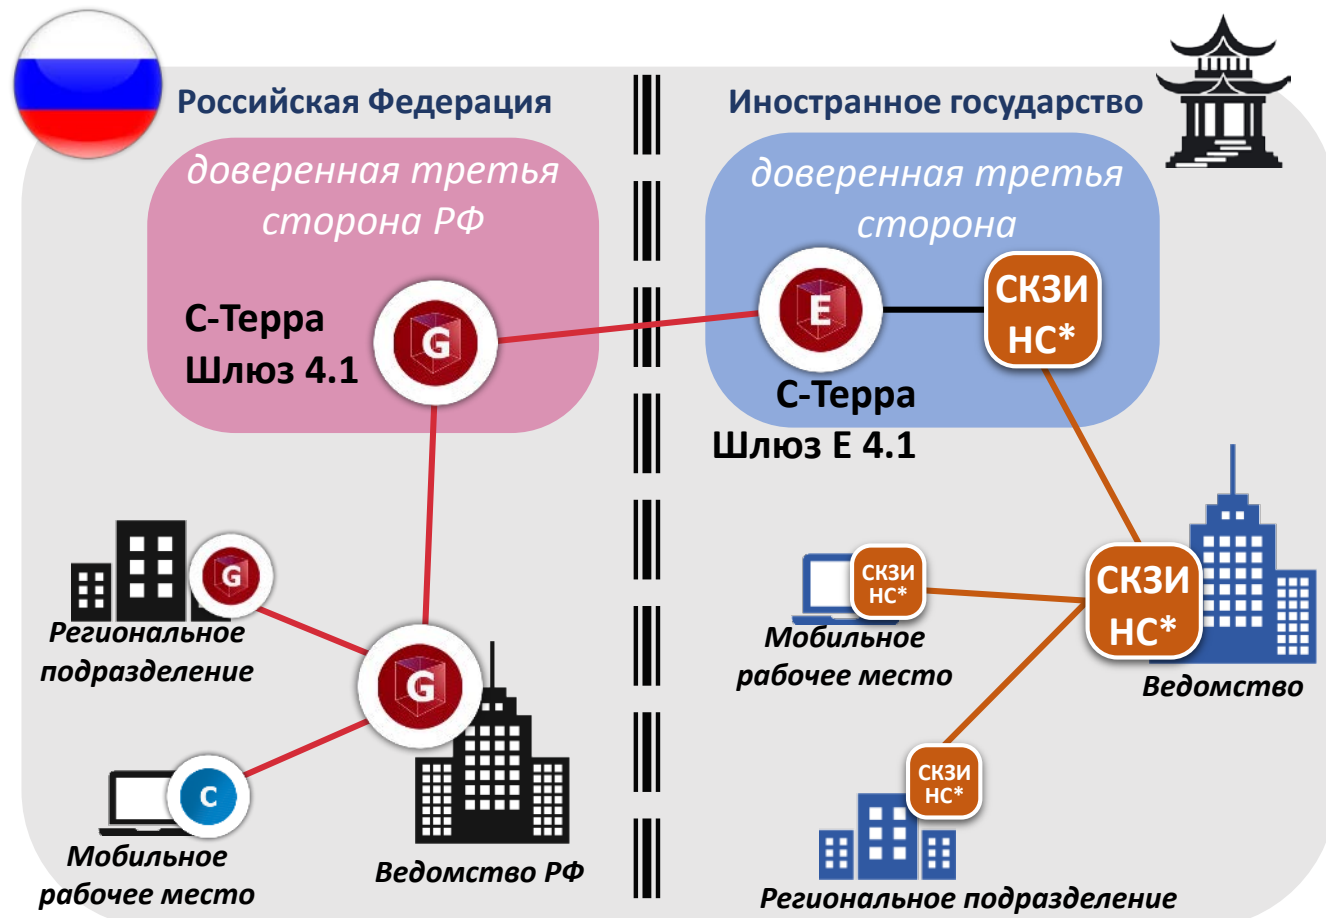 Российская Федерация
Иностранное государство
доверенная третья
сторона РФ
доверенная третья
сторона
С-Терра
Шлюз 4.1
G
E
СКЗИ
НС*
С-Терра
Шлюз Е 4.1
G
Региональное
подразделение
G
C
Мобильное
рабочее место
Ведомство РФ
СКЗИ
НС*
Мобильное
рабочее место
СКЗИ
НС*
Ведомство
СКЗИ
НС*
Региональное подразделение